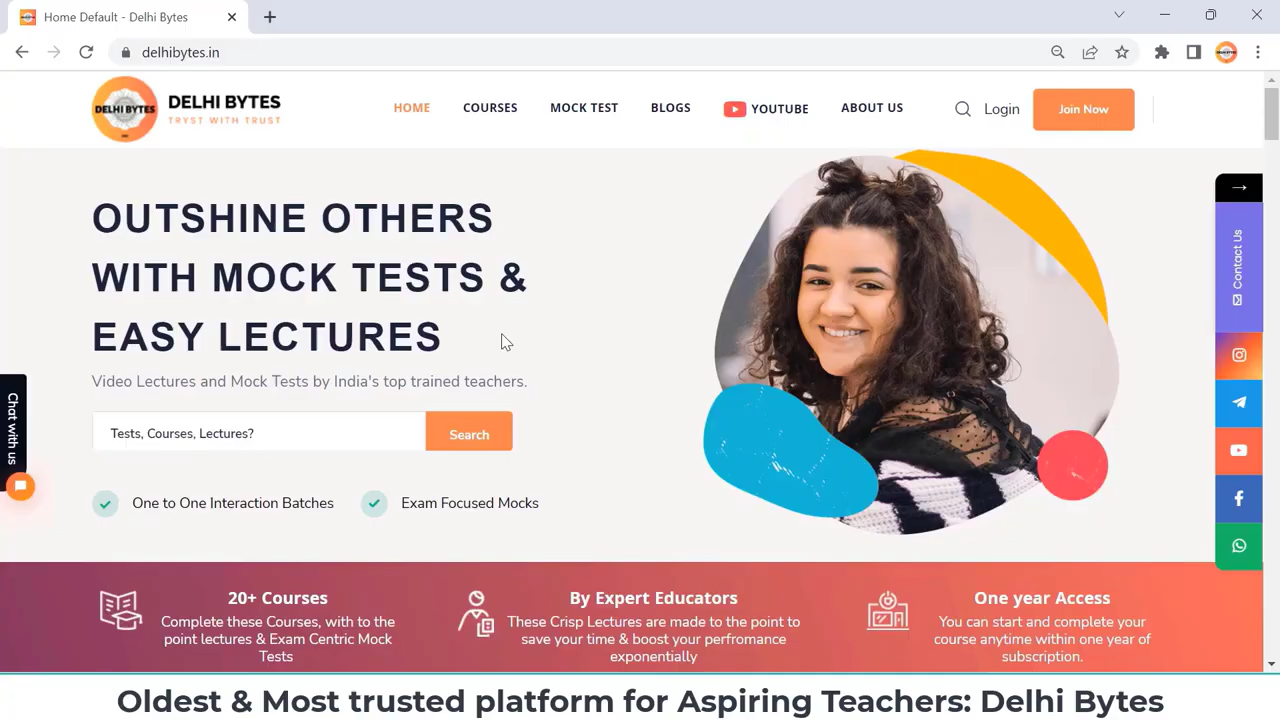 Home Default - Delhi Bytes
delhibytes.in
DELHI BYTES
DELHI BYTES
TRYST WITH TRUST
HOME
COURSES
MOCK TEST
BLOGS
YOUTUBE
ABOUT US
Login
Join Now
OUTSHINE OTHERS
WITH MOCK TESTS &
EASY LECTURES
Video Lectures and Mock Tests by India's top trained teachers.
Tests, Courses, Lectures?
Search
One to One Interaction Batches
Exam Focused Mocks
Chat with us
Contact Us
20+ Courses
Complete these Courses, with to the
point lectures & Exam Centric Mock
Tests
By Expert Educators
These Crisp Lectures are made to the point to
save your time & boost your perfromance
exponentially
One year Access
You can start and complete your
course anytime within one year of
subscription.
Oldest & Most trusted platform for Aspiring Teachers: Delhi Bytes